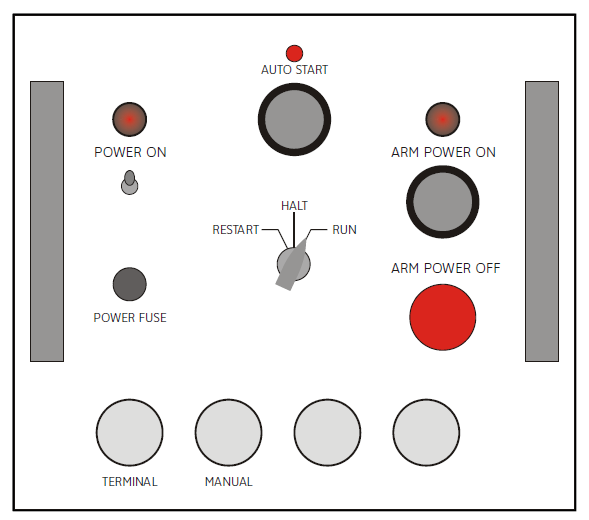 AUTO START
POWER ON
ARM POWER ON
HALT
RESTART
RUN
ARM POWER OFF
POWER FUSE
TERMINAL
MANUAL